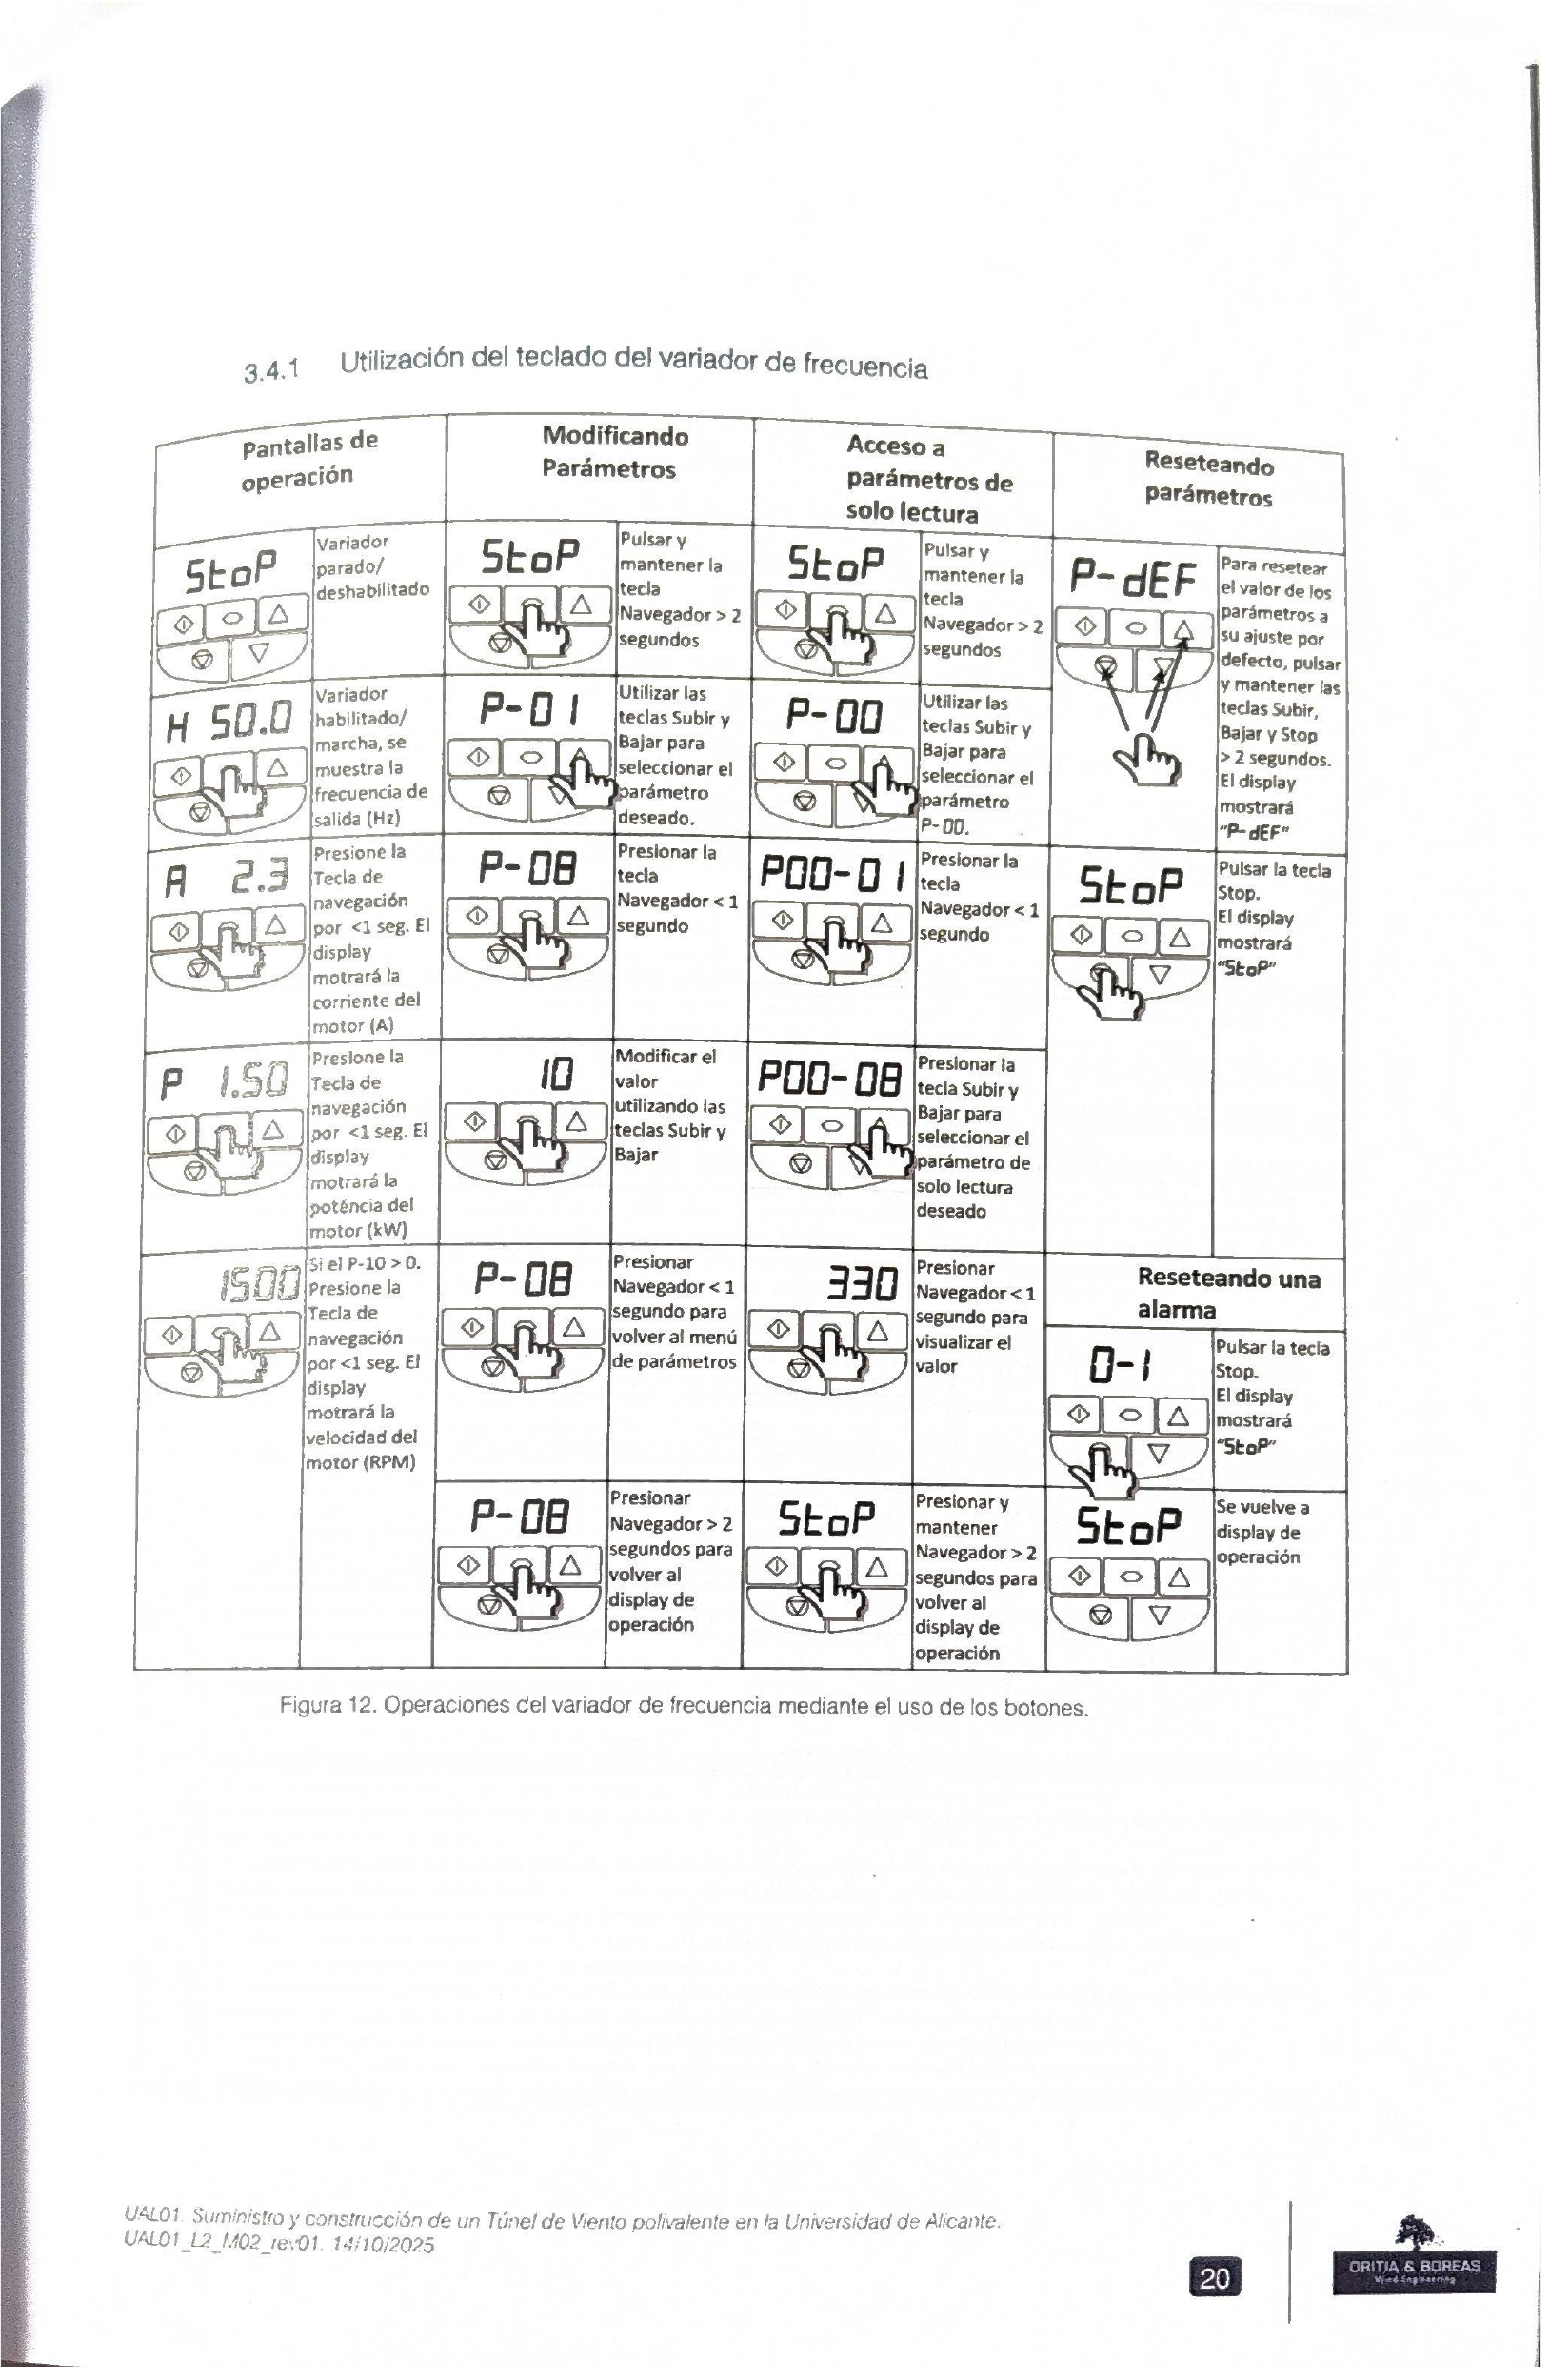 3.4.1 Utilización del teclado del variador de frecuencia
Pantallas de
operación
StoP
Variador
parado/
deshabilitado
H 50.0
Variador
habilitado/
marcha, se
muestra la
frecuencia de
salida (Hz)
A 2.3
Presione la
Tecla de
navegación
por <1 seg. El
display
motrará la
corriente del
motor (A)
P 1.50
Presione la
Tecla de
navegación
por <1 seg. El
display
motrará la
poténcia del
motor (kW)
1500
Si el P-10 > 0.
Presione la
Tecla de
navegación
por <1 seg. El
display
motrará la
velocidad del
motor (RPM)
Modificando
Parámetros
StoP
Pulsar y
mantener la
tecla
Navegador > 2
segundos
P-01
Utilizar las
teclas Subir y
Bajar para
seleccionar el
parámetro
deseado.
P-08
Presionar la
tecla
Navegador < 1
segundo
10
Modificar el
valor
utilizando las
teclas Subir y
Bajar
P-08
Presionar
Navegador < 1
segundo para
volver al menú
de parámetros
P-08
Presionar
Navegador > 2
segundos para
volver al
display de
operación
Acceso a
parámetros de
solo lectura
StoP
Pulsar y
mantener la
tecla
Navegador > 2
segundos
P-00
Utilizar las
teclas Subir y
Bajar para
seleccionar el
parámetro
P-00.
P00-01
Presionar la
tecla
Navegador < 1
segundo
P00-08
Presionar la
tecla Subir y
Bajar para
seleccionar el
parámetro de
solo lectura
deseado
330
Presionar
Navegador < 1
segundo para
visualizar el
valor
StoP
Presionar y
mantener
Navegador > 2
segundos para
volver al
display de
operación
Reseteando
parámetros
P-dEF
Para resetear
el valor de los
parámetros a
su ajuste por
defecto, pulsar
y mantener las
teclas Subir,
Bajar y Stop
> 2 segundos.
El display
mostrará
"P-dEF"
StoP
Pulsar la tecla
Stop.
El display
mostrará
"StoP"
Reseteando una
alarma
0-1
Pulsar la tecla
Stop.
El display
mostrará
"StoP"
StoP
Se vuelve a
display de
operación
Figura 12. Operaciones del variador de frecuencia mediante el uso de los botones.
UAL01. Suministro y construcción de un Túnel de Viento polivalente en la Universidad de Alicante.
UAL01_L2_M02_rev01. 14/10/2025
20
ORITIA & BOREAS
Wind Engineering